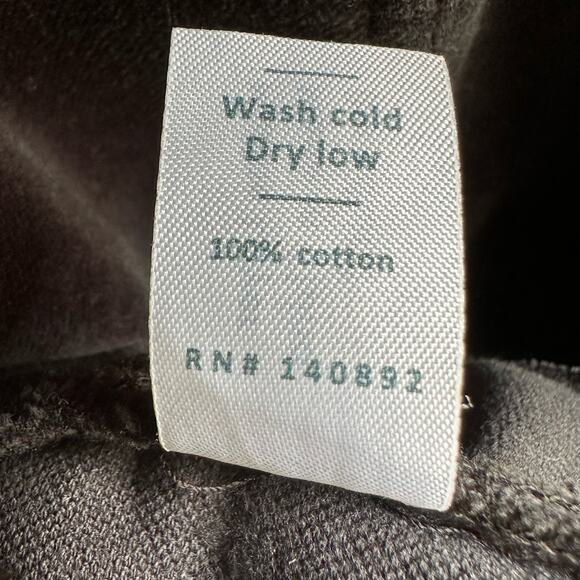 Wash cold
Dry low
100% cotton
RN# 140892